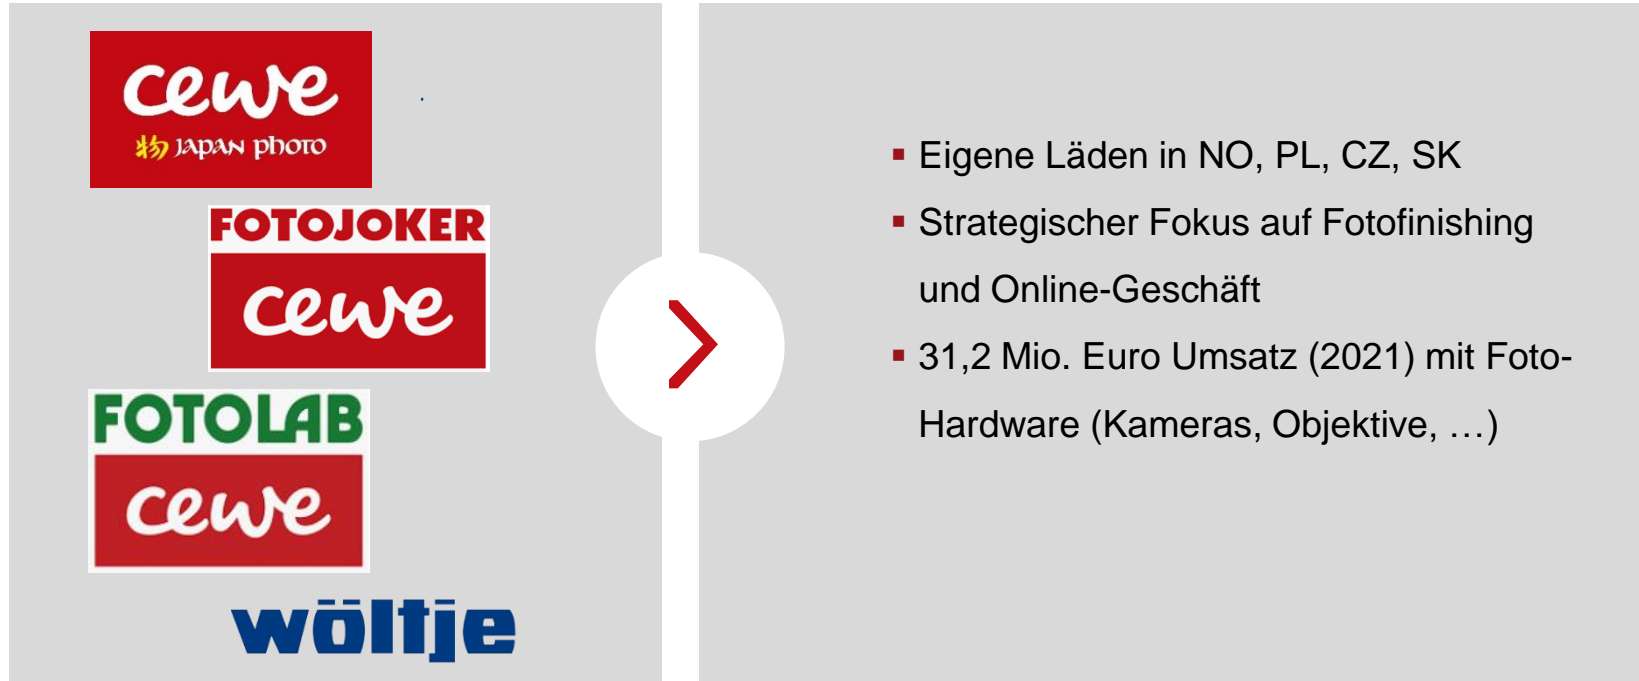 cewe
物 JAPAN photo
FOTOJOKER
cewe
FOTOLAB
cewe
wöltje
Eigene Läden in NO, PL, CZ, SK
Strategischer Fokus auf Fotofinishing
und Online-Geschäft
31,2 Mio. Euro Umsatz (2021) mit Foto-
Hardware (Kameras, Objektive, …)